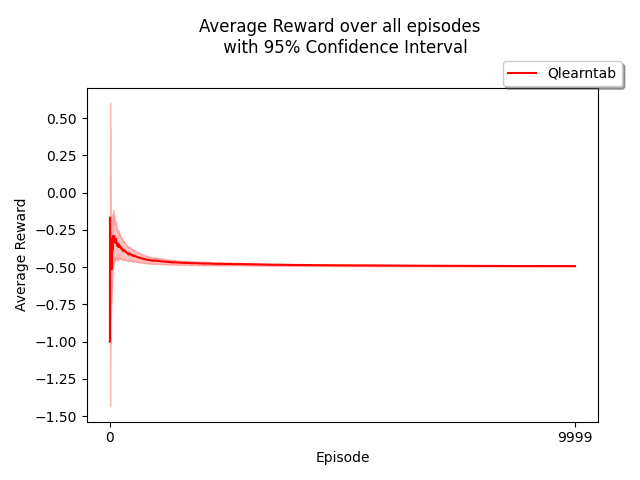 Average Reward over all episodes
with 95% Confidence Interval
Qlearntab
0.50
0.25
0.00
−0.25
−0.50
−0.75
−1.00
−1.25
−1.50
Average Reward
0
9999
Episode